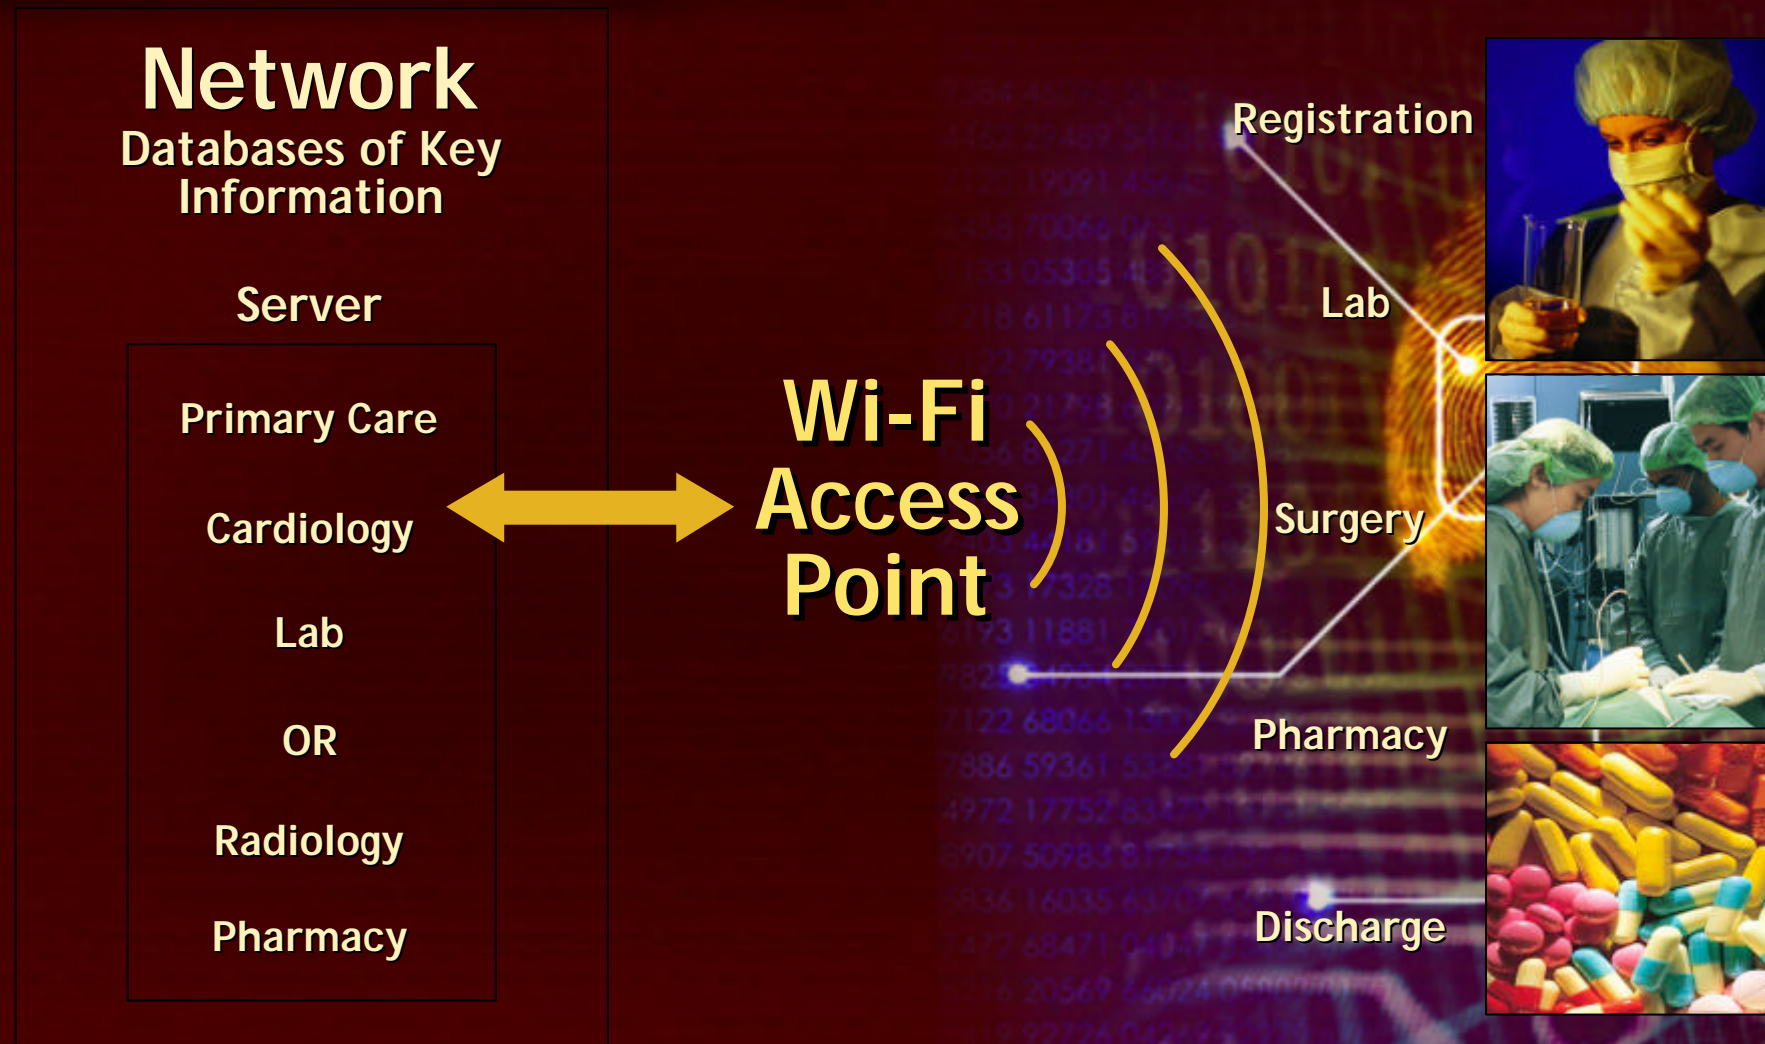 Network
Databases of Key
Information
Server
Primary Care
Cardiology
Lab
OR
Radiology
Pharmacy
Wi-Fi
Access
Point
Registration
Lab
Surgery
Pharmacy
Discharge